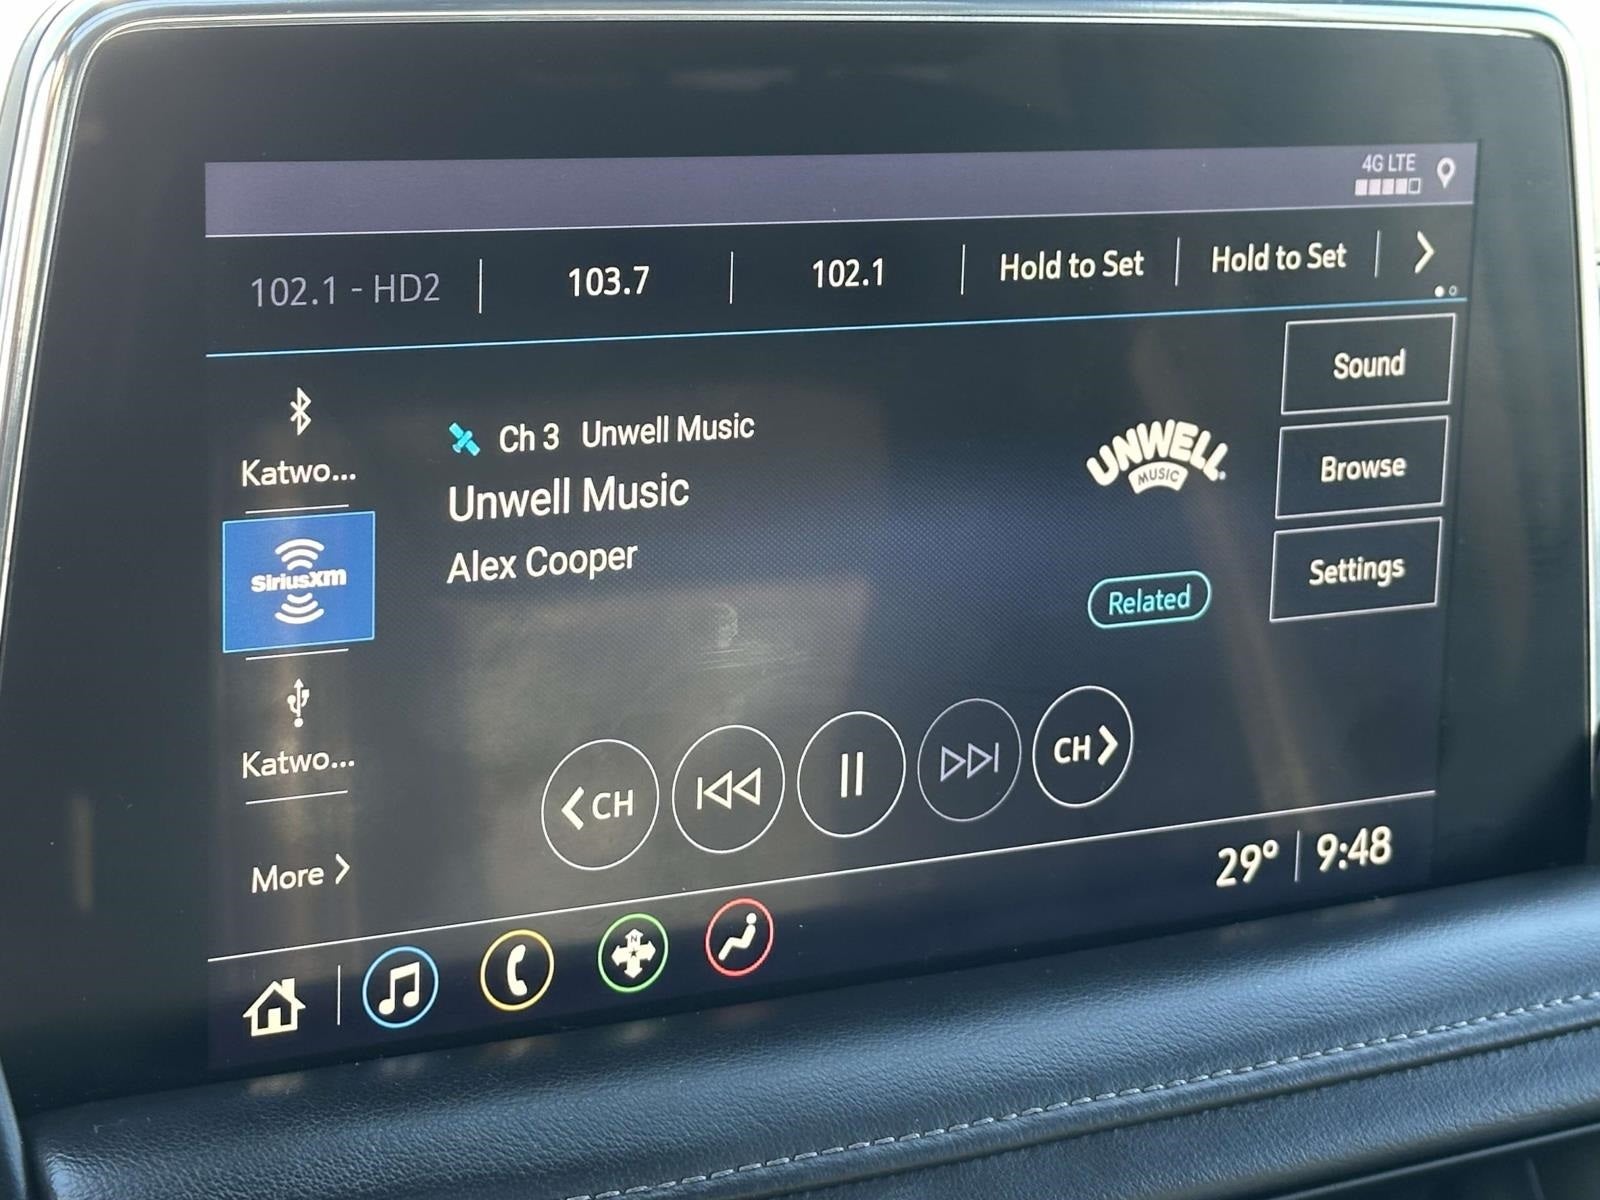 4G LTE
102.1 - HD2
103.7
102.1
Hold to Set
Hold to Set
Katwo...
SiriusXM
Katwo...
More
Ch 3 Unwell Music
Unwell Music
Alex Cooper
UNWELL
MUSIC
Related
Sound
Browse
Settings
CH
CH
29° 9:48
N